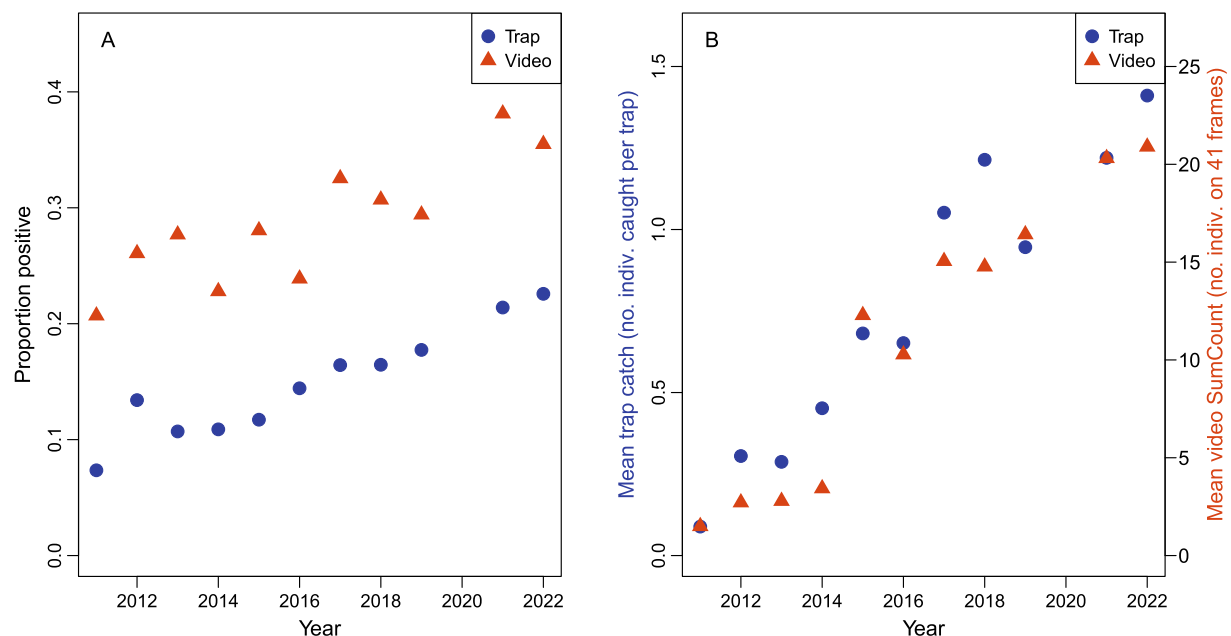 A
Trap
Video
Proportion positive
0.0
0.1
0.2
0.3
0.4
2012 2014 2016 2018 2020 2022
Year
B
Trap
Video
Mean trap catch (no. indiv. caught per trap)
0.0
0.5
1.0
1.5
2012 2014 2016 2018 2020 2022
Year
0
5
10
15
20
25
Mean video SumCount (no. indiv. on 41 frames)